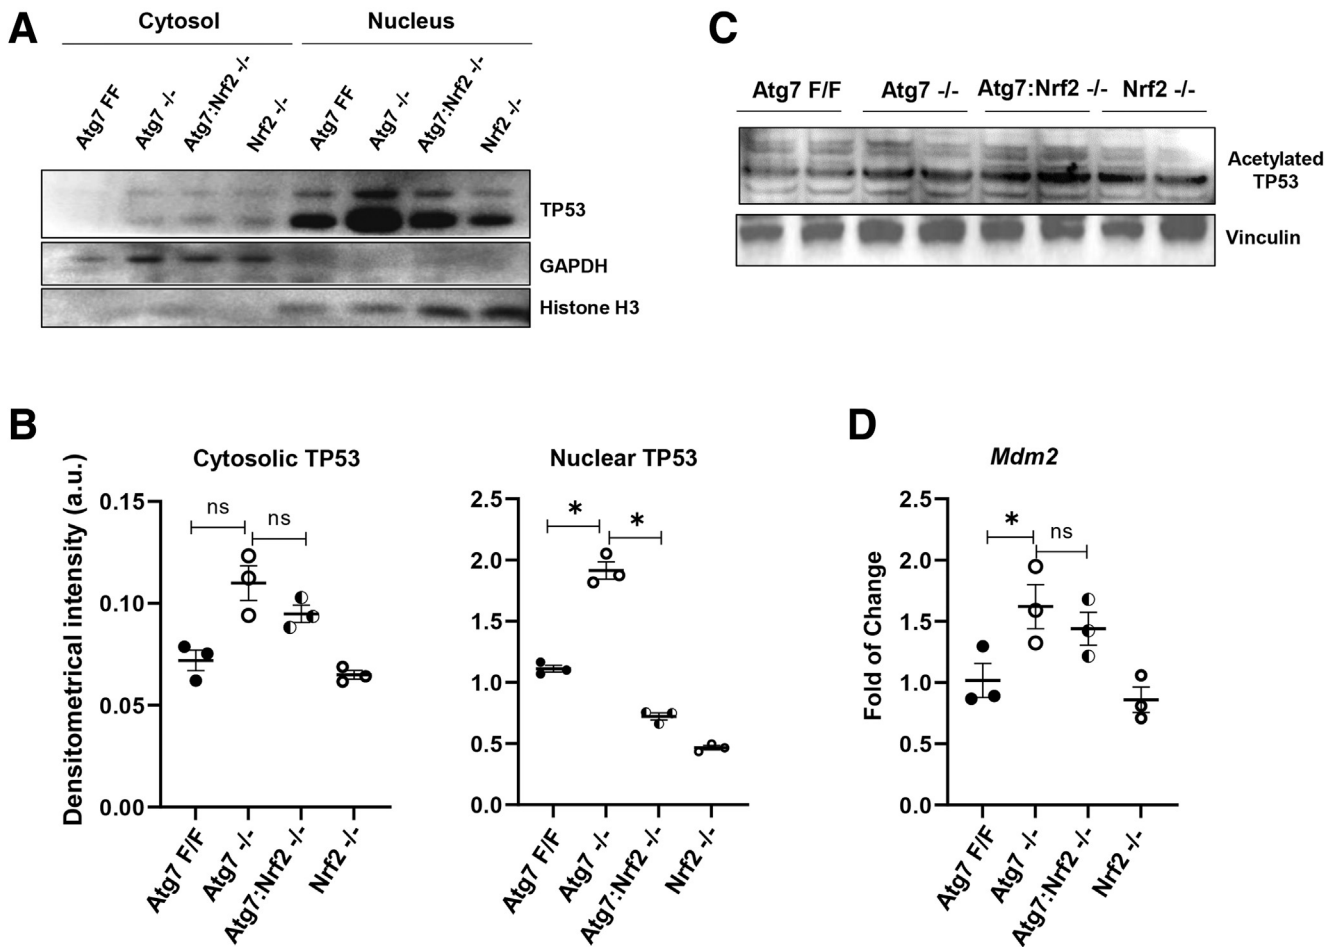 A
Cytosol
Nucleus
Atg7 FF
Atg7 -/-
Atg7:Nrf2 -/-
Nrf2 -/-
Atg7 FF
Atg7 -/-
Atg7:Nrf2 -/-
Nrf2 -/-
TP53
GAPDH
Histone H3
C
Atg7 F/F
Atg7 -/-
Atg7:Nrf2 -/-
Nrf2 -/-
Acetylated
TP53
Vinculin
B
Cytosolic TP53
Densitometrical intensity (a.u.)
0.15
0.10
0.05
0.00
ns
ns
Atg7 F/F
Atg7 -/-
Atg7:Nrf2 -/-
Nrf2 -/-
Nuclear TP53
2.5
2.0
1.5
1.0
0.5
0.0
*
*
Atg7 F/F
Atg7 -/-
Atg7:Nrf2 -/-
Nrf2 -/-
D
Mdm2
Fold of Change
2.5
2.0
1.5
1.0
0.5
0.0
*
ns
Atg7 F/F
Atg7 -/-
Atg7:Nrf2 -/-
Nrf2 -/-